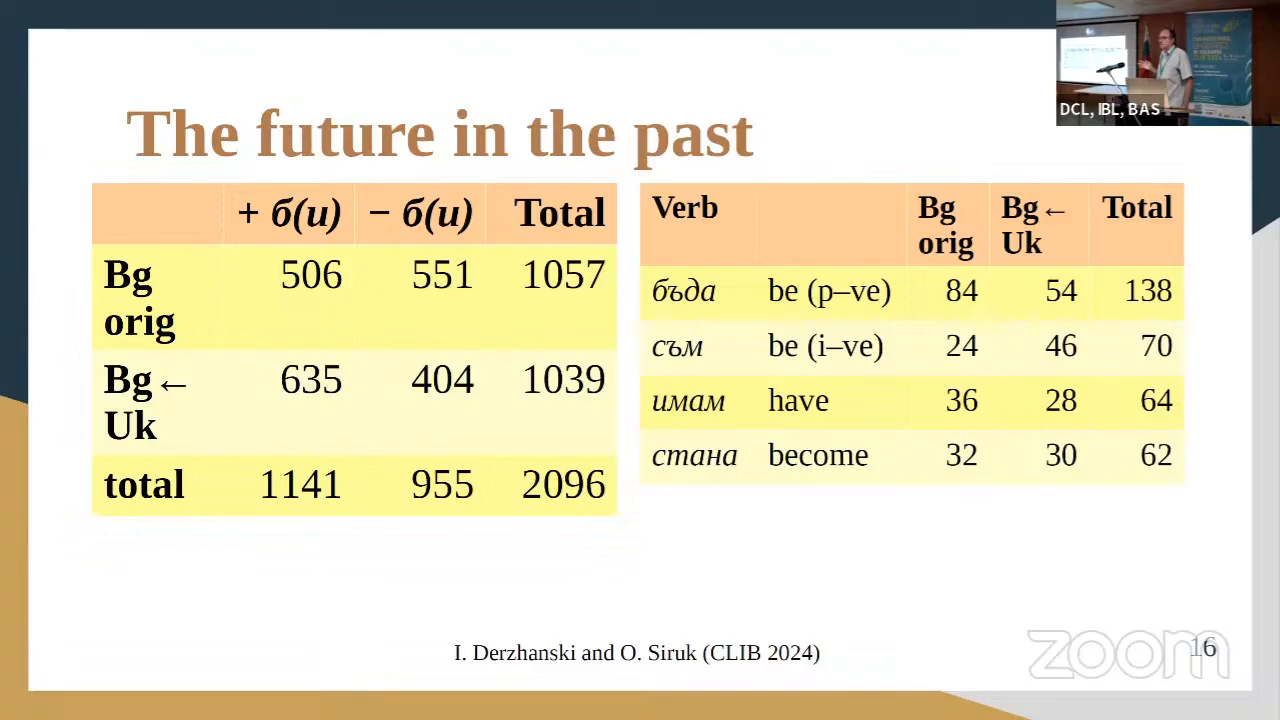 DCL, IBL, BAS
The future in the past
+ б(и) − б(и) Total
Bg orig 506 551 1057
Bg← Uk 635 404 1039
total 1141 955 2096
Verb Bg orig Bg← Uk Total
бъда be (p–ve) 84 54 138
съм be (i–ve) 24 46 70
имам have 36 28 64
стана become 32 30 62
I. Derzhanski and O. Siruk (CLIB 2024)
zoom
16